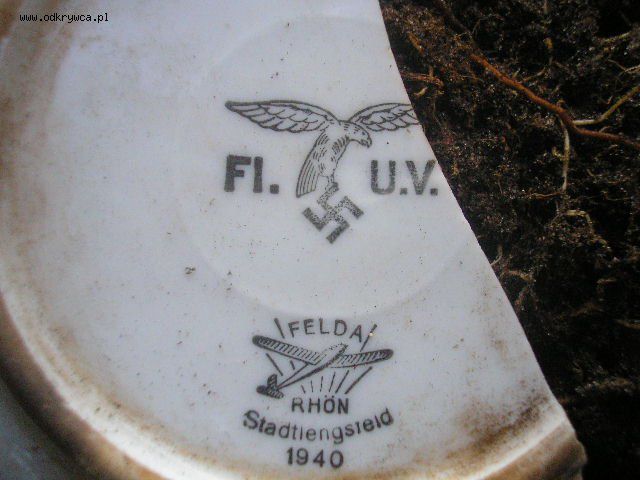 www.odkrywca.pl
Fl. U.V.
FELDA
RHÖN
Stadtlengsfeld
1940